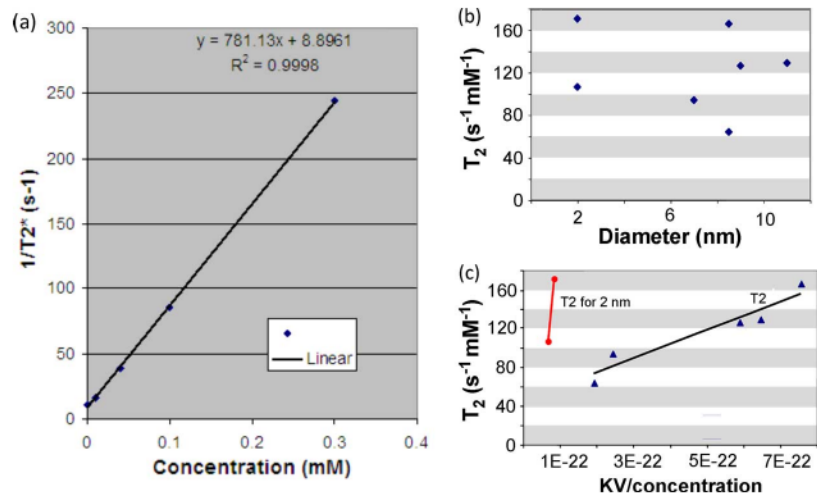 (a)
300
250
200
150
100
50
0
y = 781.13x + 8.8961
R² = 0.9998
1/T2* (s-1)
Linear
0 0.1 0.2 0.3 0.4
Concentration (mM)
(b)
160
120
80
40
0
T₂ (s⁻¹ mM⁻¹)
2 6 10
Diameter (nm)
(c)
160
120
80
40
0
T₂ (s⁻¹ mM⁻¹)
T2 for 2 nm
T2
1E-22 3E-22 5E-22 7E-22
KV/concentration